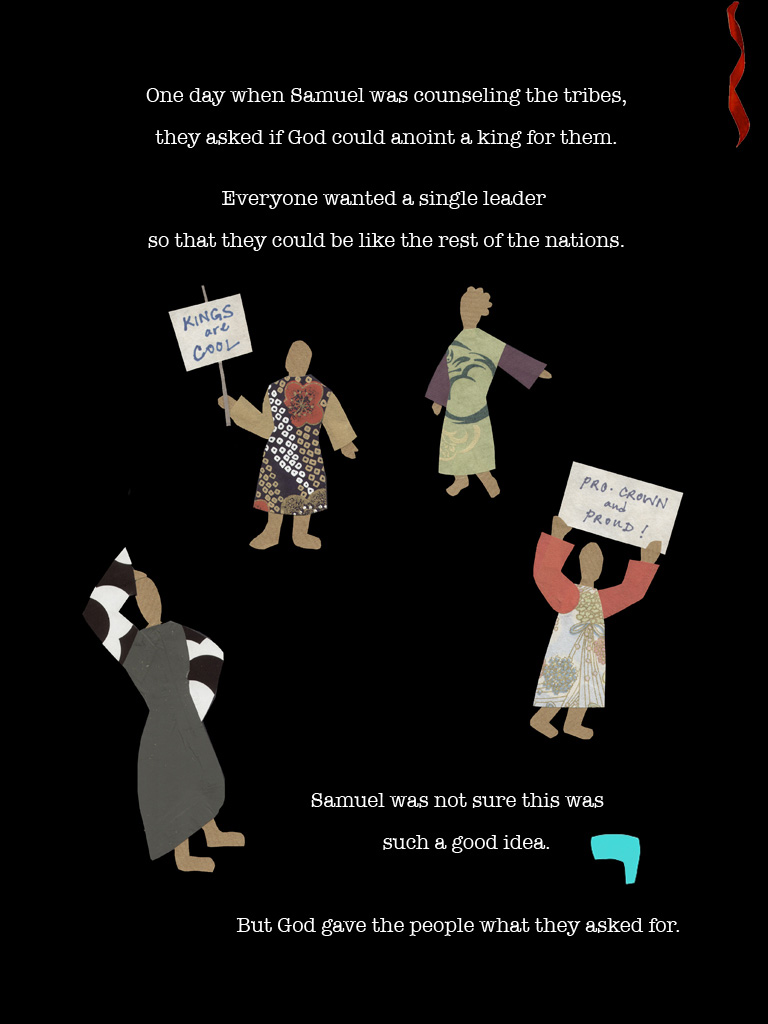 One day when Samuel was counseling the tribes,
they asked if God could anoint a king for them.
Everyone wanted a single leader
so that they could be like the rest of the nations.
KINGS
are
COOL
PRO-CROWN
and
PROUD!
Samuel was not sure this was
such a good idea.
ד
But God gave the people what they asked for.